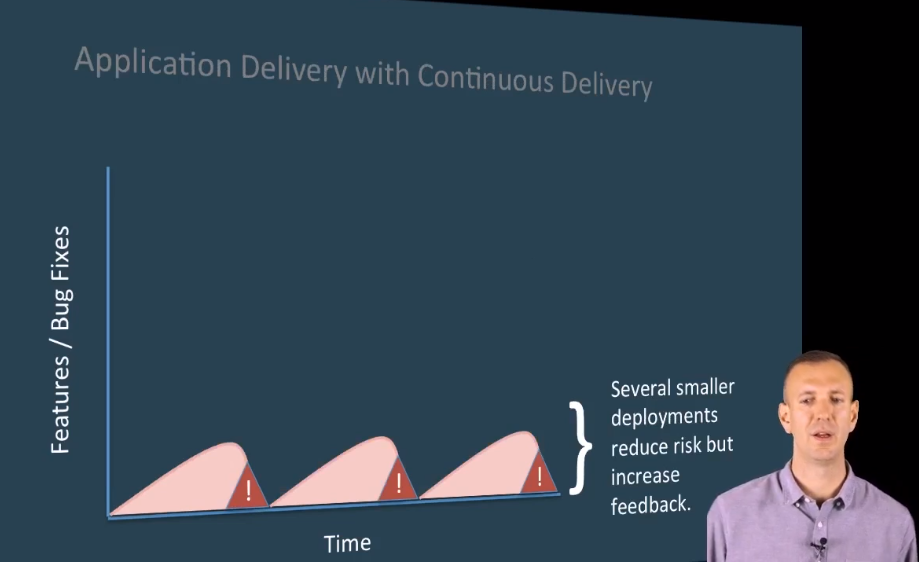 Application Delivery with Continuous Delivery
Features / Bug Fixes
!
!
!
Several smaller
deployments
reduce risk but
increase
feedback.
Time